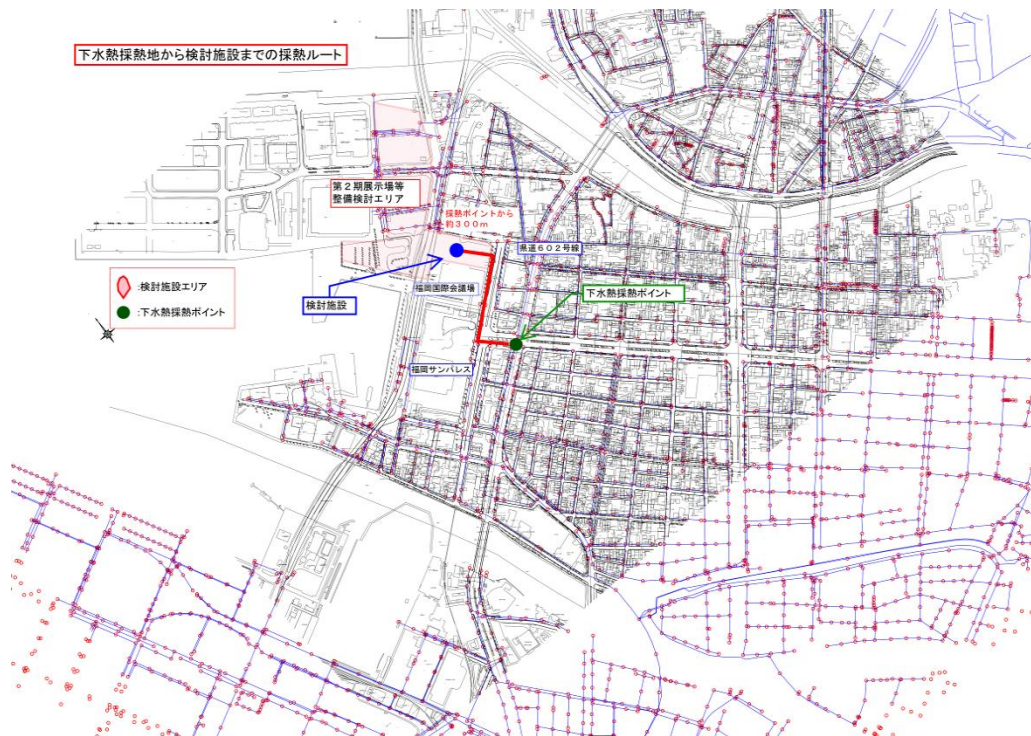 下水熱採熱地から検討施設までの採熱ルート
第２期展示場等
整備検討エリア
採熱ポイントから
約３００ｍ
県道６０２号線
検討施設エリア
:下水熱採熱ポイント
検討施設
福岡国際会議場
下水熱採熱ポイント
福岡サンパレス